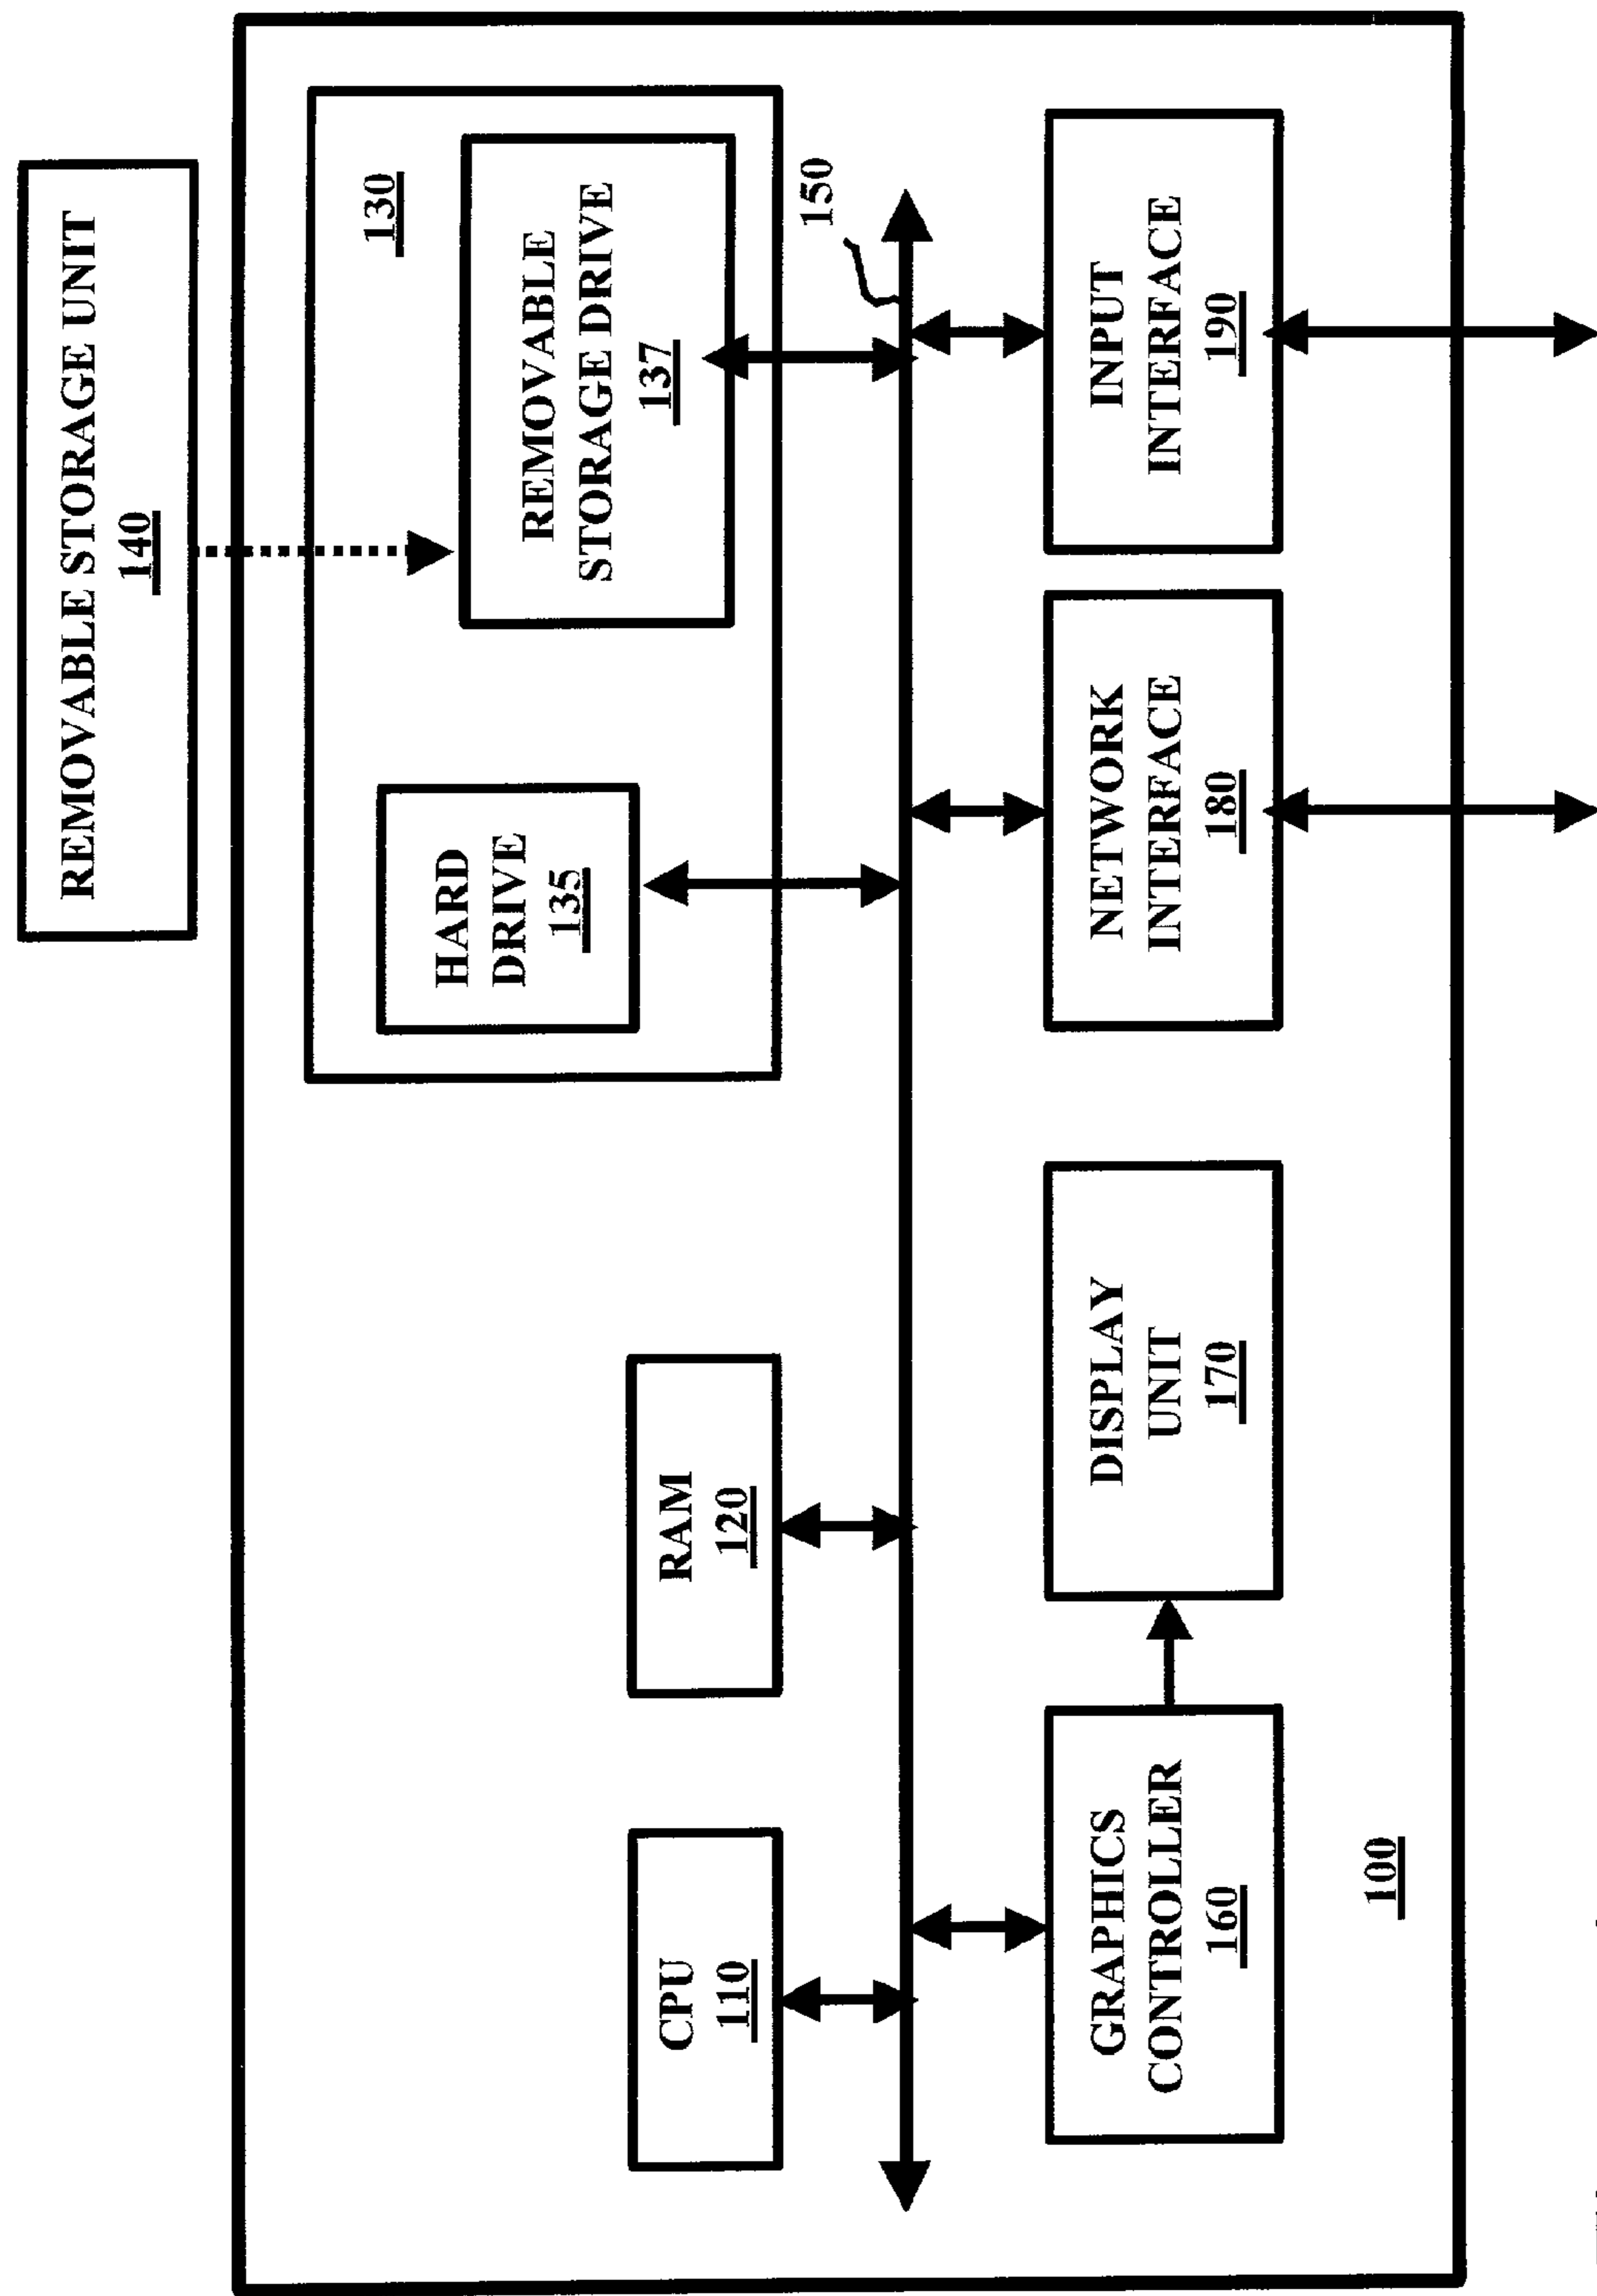 REMOVABLE STORAGE UNIT
140
130
HARD
DRIVE
135
REMOVABLE
STORAGE DRIVE
137
150
CPU
110
RAM
120
GRAPHICS
CONTROLLER
160
DISPLAY
UNIT
170
NETWORK
INTERFACE
180
INPUT
INTERFACE
190
100